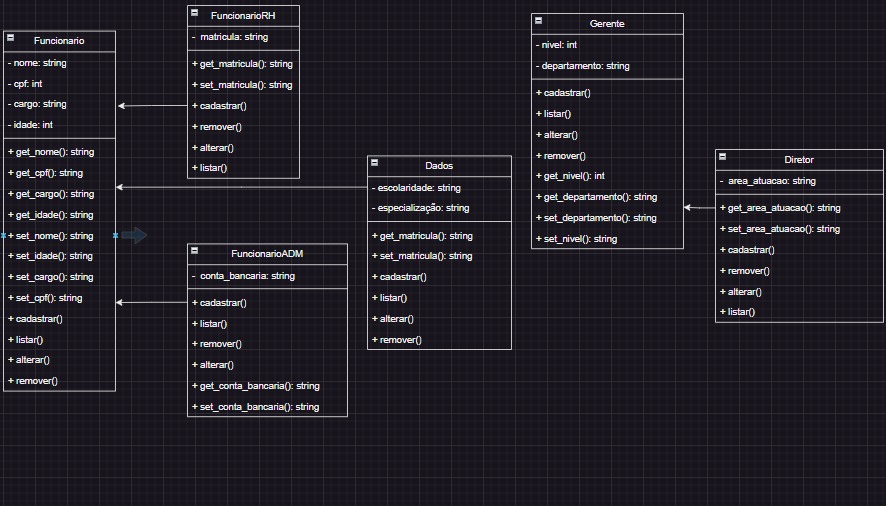 Funcionario
- nome: string
- cpf: int
- cargo: string
- idade: int
+ get_nome(): string
+ get_cpf(): string
+ get_cargo(): string
+ get_idade(): string
+ set_nome(): string
+ set_idade(): string
+ set_cargo(): string
+ set_cpf(): string
+ cadastrar()
+ listar()
+ alterar()
+ remover()
FuncionarioRH
- matricula: string
+ get_matricula(): string
+ set_matricula(): string
+ cadastrar()
+ remover()
+ alterar()
+ listar()
FuncionarioADM
- conta_bancaria: string
+ cadastrar()
+ listar()
+ remover()
+ alterar()
+ get_conta_bancaria(): string
+ set_conta_bancaria(): string
Dados
- escolaridade: string
- especialização: string
+ get_matricula(): string
+ set_matricula(): string
+ cadastrar()
+ listar()
+ alterar()
+ remover()
Gerente
- nivel: int
- departamento: string
+ cadastrar()
+ listar()
+ alterar()
+ remover()
+ get_nivel(): int
+ get_departamento(): string
+ set_departamento(): string
+ set_nivel(): string
Diretor
- area_atuacao: string
+ get_area_atuacao(): string
+ set_area_atuacao(): string
+ cadastrar()
+ remover()
+ alterar()
+ listar()